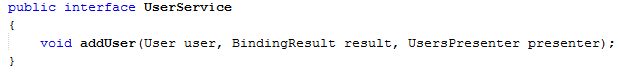 public interface UserService
{
    void addUser(User user, BindingResult result, UsersPresenter presenter);
}